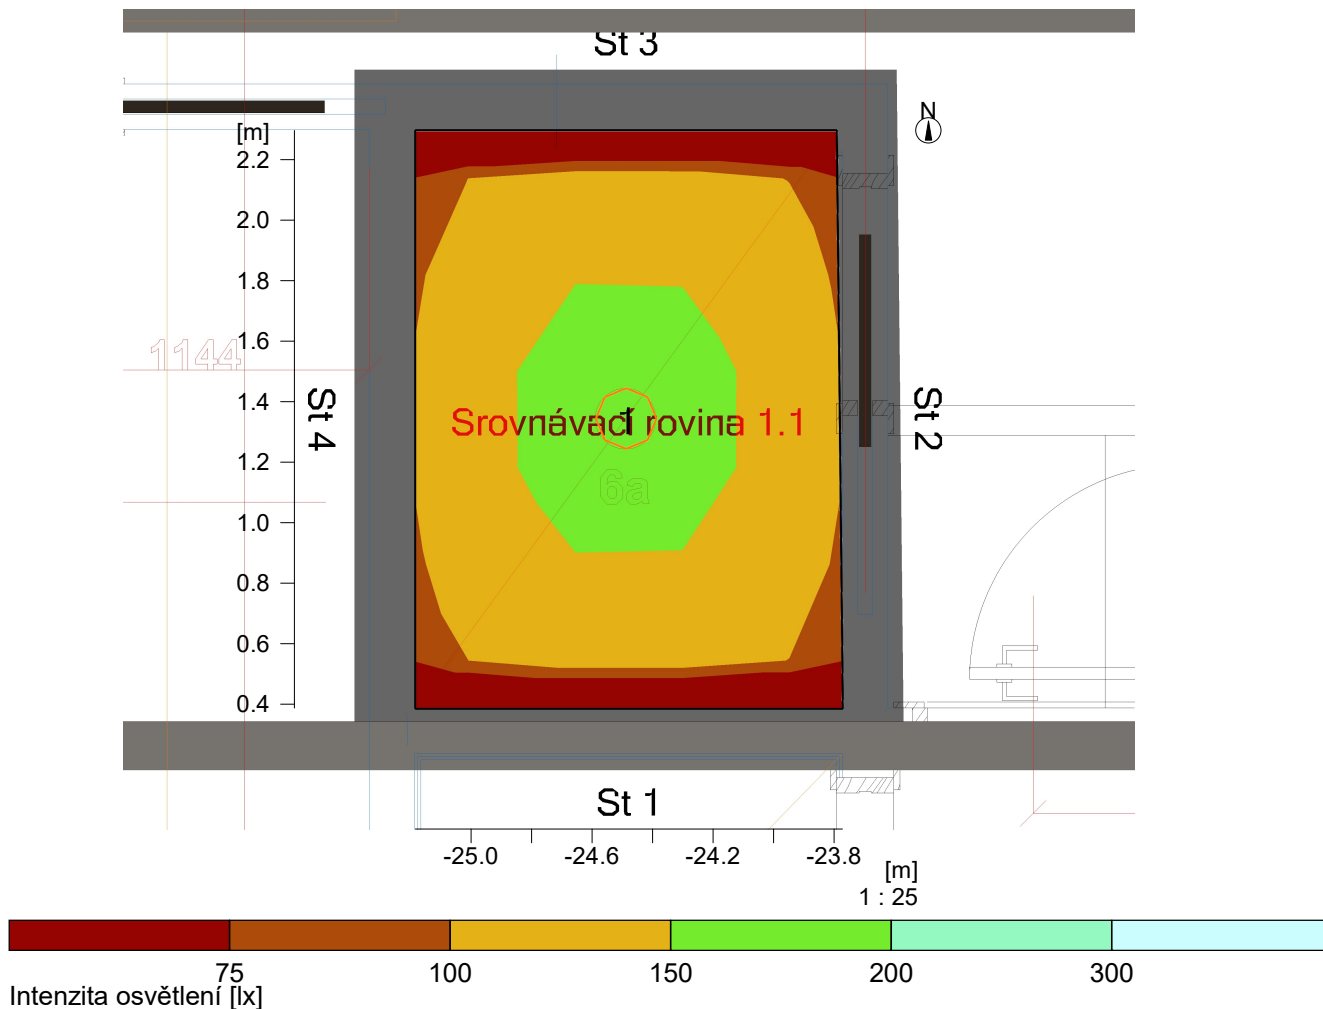 St 3
N
[m]
2.2
2.0
1.8
1.6
1144
1.4
St 4
Srovnávací rovina 1.1
1
St 2
1.2
6a
1.0
0.8
0.6
0.4
St 1
-25.0 -24.6 -24.2 -23.8
[m]
1 : 25
75 100 150 200 300
Intenzita osvětlení [lx]